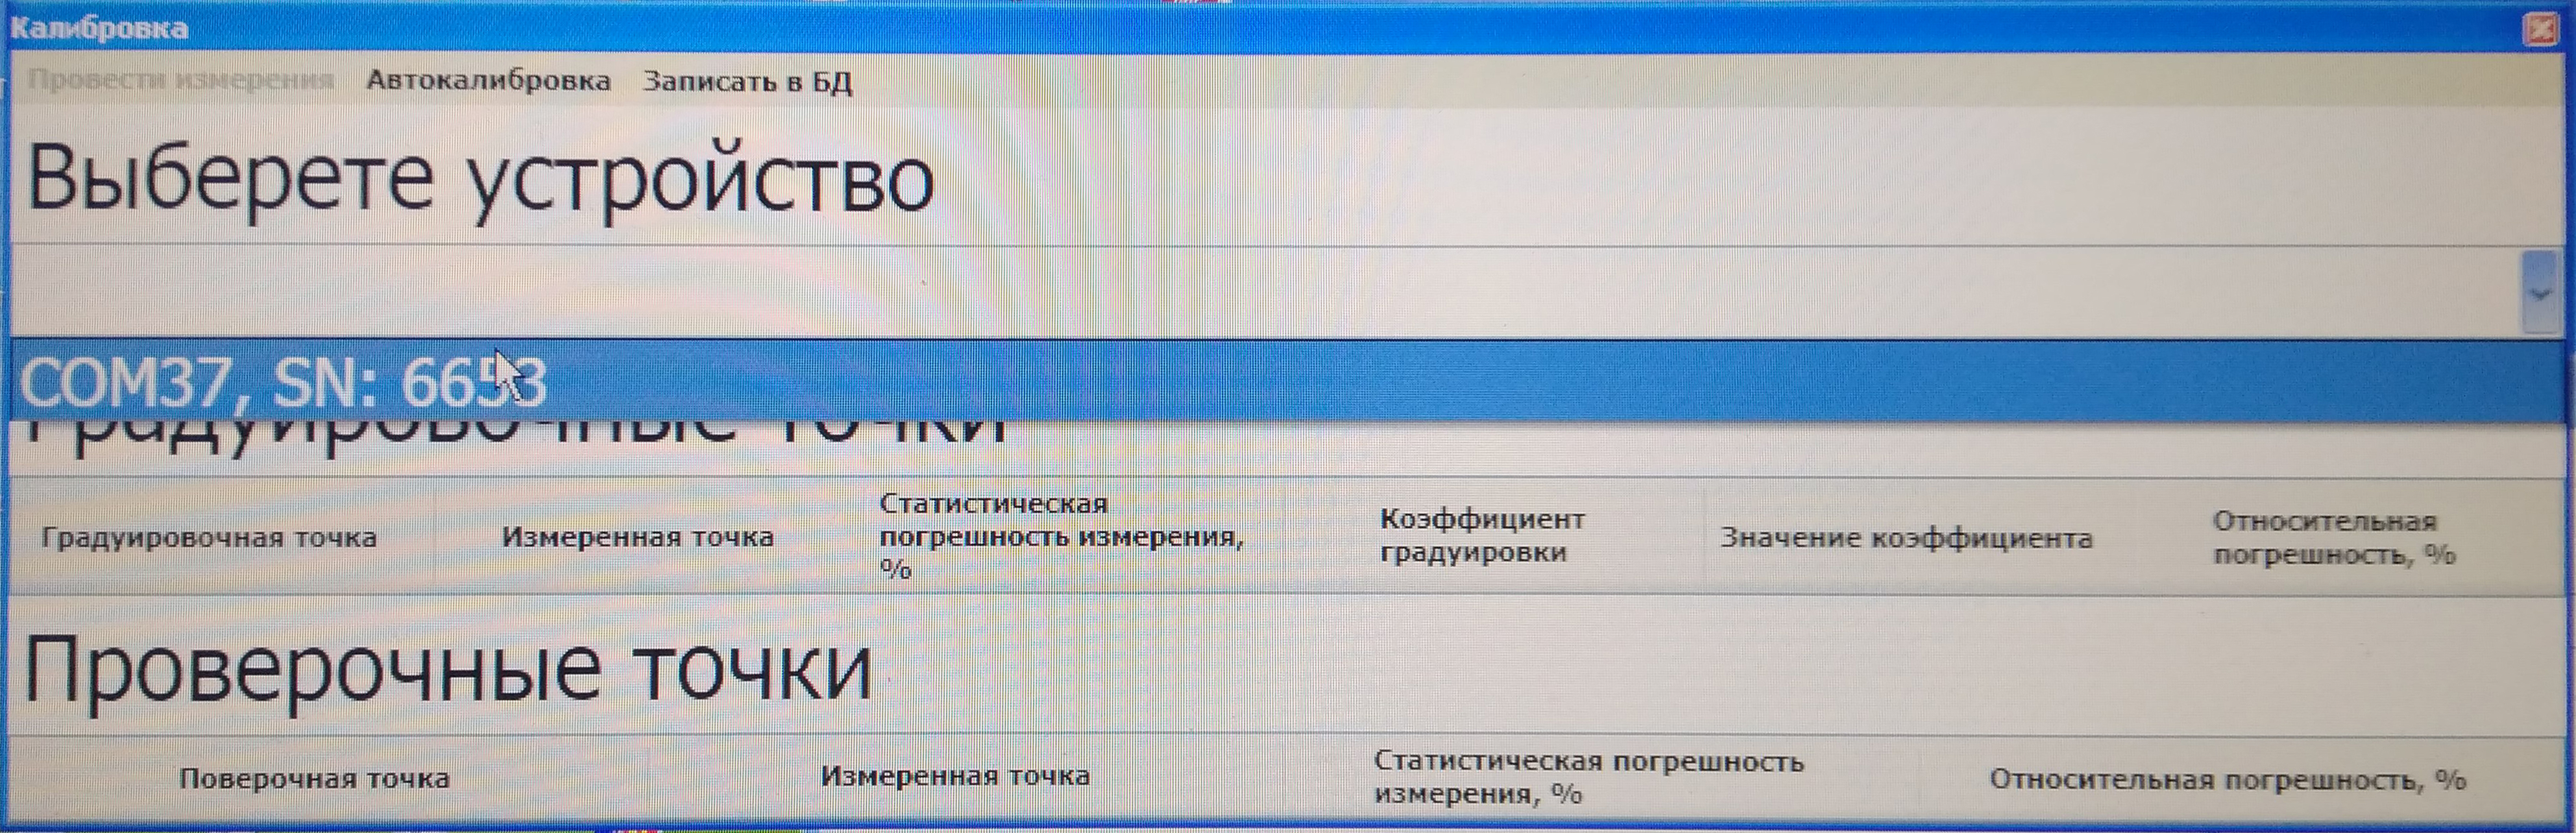 Калибровка
Провести измерения Автокалибровка Записать в БД
Выберете устройство
COM37, SN: 6653
Градуировочные точки
Градуировочная точка Измеренная точка Статистическая погрешность измерения, % Коэффициент градуировки Значение коэффициента Относительная погрешность, %
Проверочные точки
Поверочная точка Измеренная точка Статистическая погрешность измерения, % Относительная погрешность, %